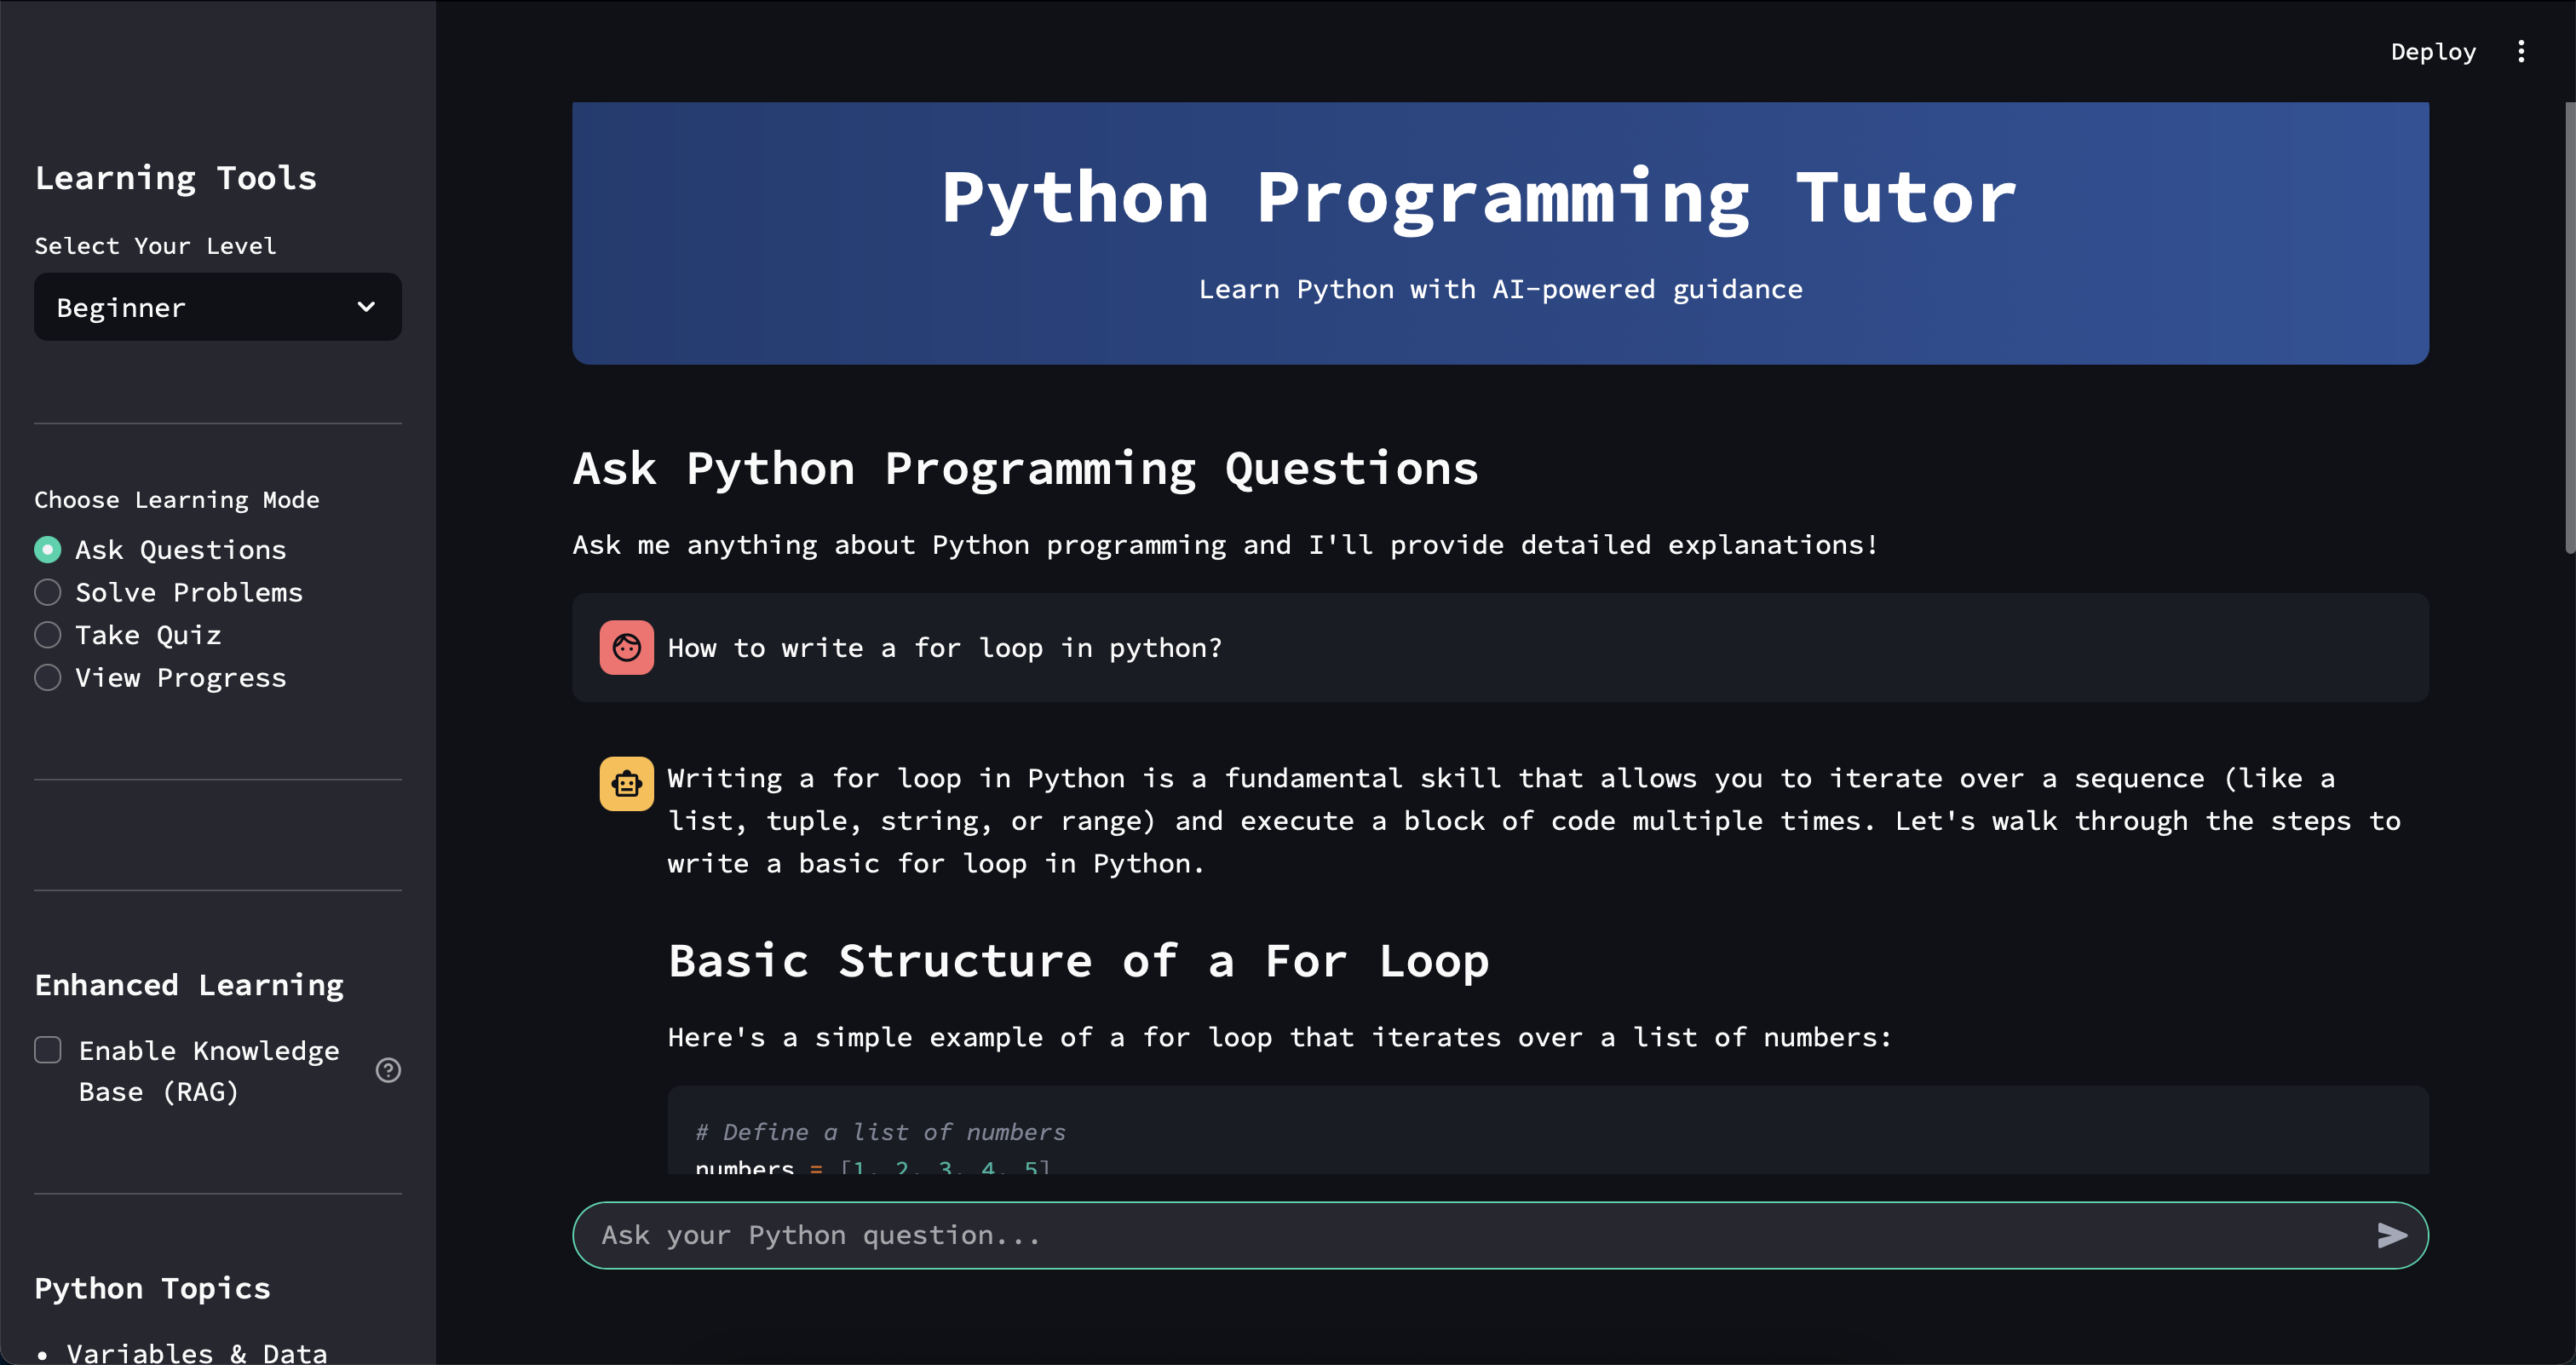 Deploy
Learning Tools
Select Your Level
Beginner
Choose Learning Mode
Ask Questions
Solve Problems
Take Quiz
View Progress
Enhanced Learning
Enable Knowledge
Base (RAG)
Python Topics
• Variables & Data
Python Programming Tutor
Learn Python with AI-powered guidance
Ask Python Programming Questions
Ask me anything about Python programming and I'll provide detailed explanations!
How to write a for loop in python?
Writing a for loop in Python is a fundamental skill that allows you to iterate over a sequence (like a
list, tuple, string, or range) and execute a block of code multiple times. Let's walk through the steps to
write a basic for loop in Python.
Basic Structure of a For Loop
Here's a simple example of a for loop that iterates over a list of numbers:
# Define a list of numbers
numbers = [1, 2, 3, 4, 5]
Ask your Python question...